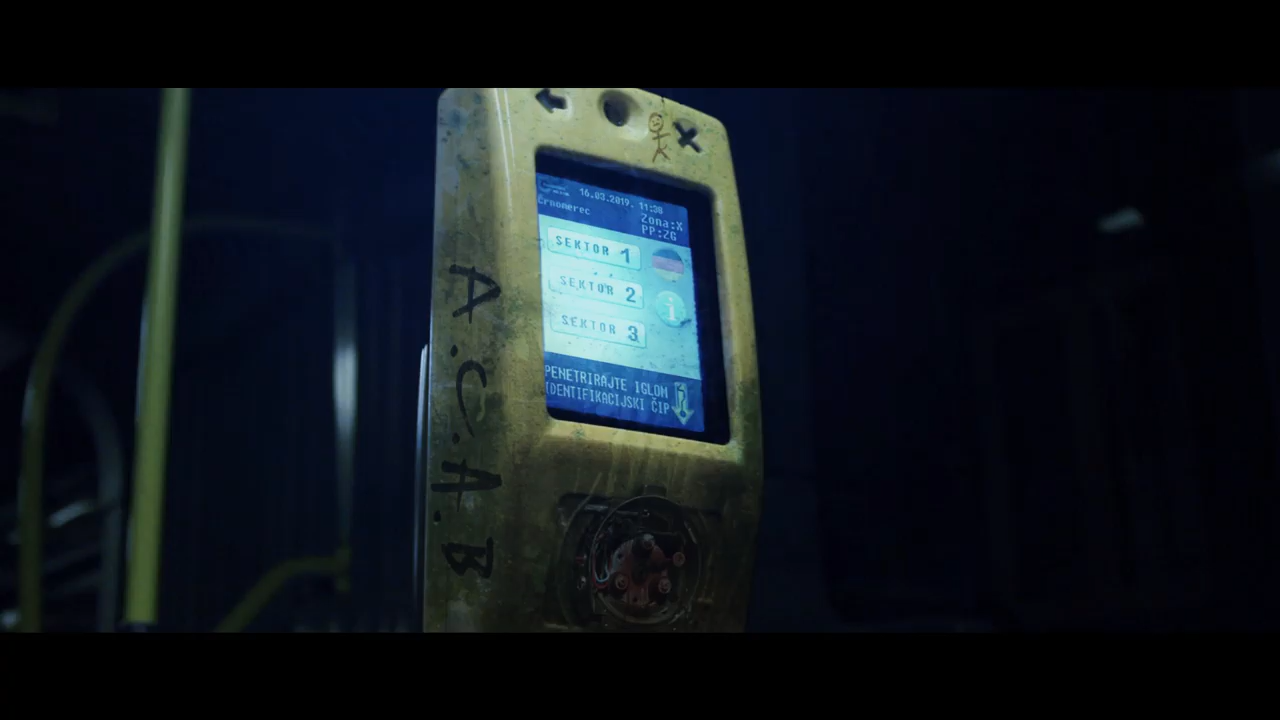 16.03.2019. 11:38
Črnomerec
Zona:X
PP:ZG
SEKTOR 1
SEKTOR 2
SEKTOR 3
i
PENETRIRAJTE IGLOM
IDENTIFIKACIJSKI ČIP
A.C.A.B